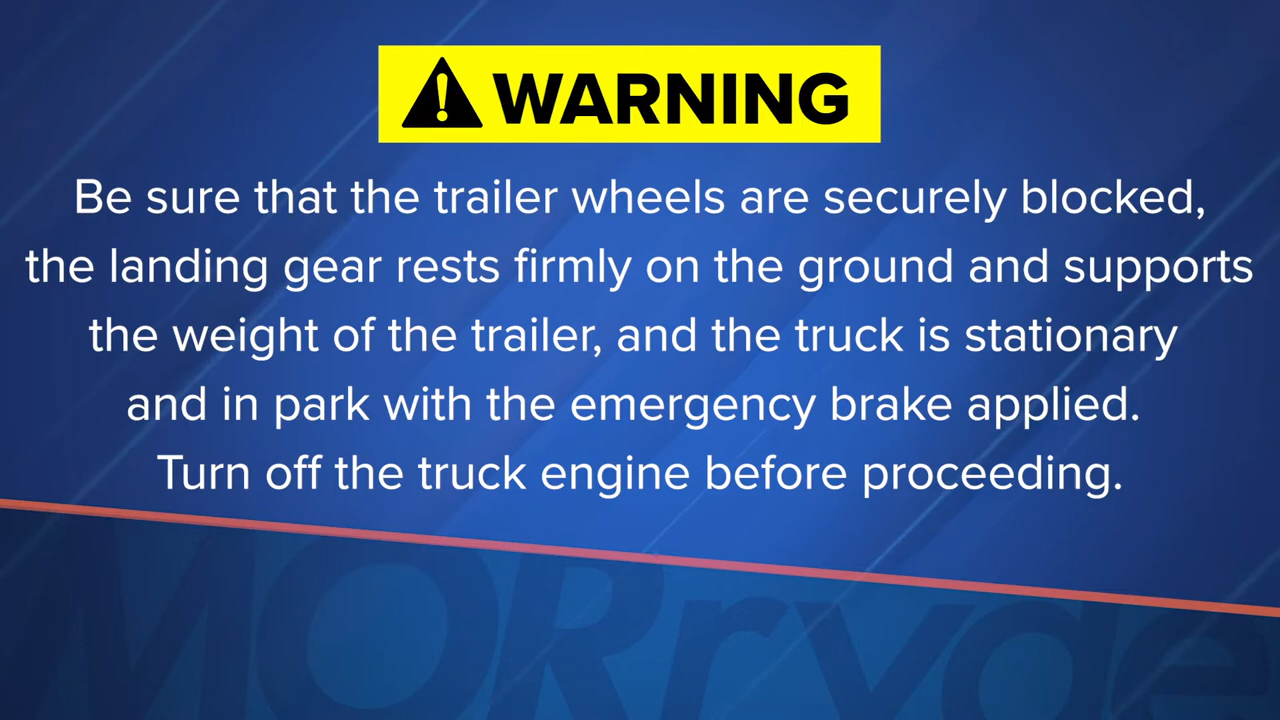 WARNING
Be sure that the trailer wheels are securely blocked,
the landing gear rests firmly on the ground and supports
the weight of the trailer, and the truck is stationary
and in park with the emergency brake applied.
Turn off the truck engine before proceeding.
MORryde